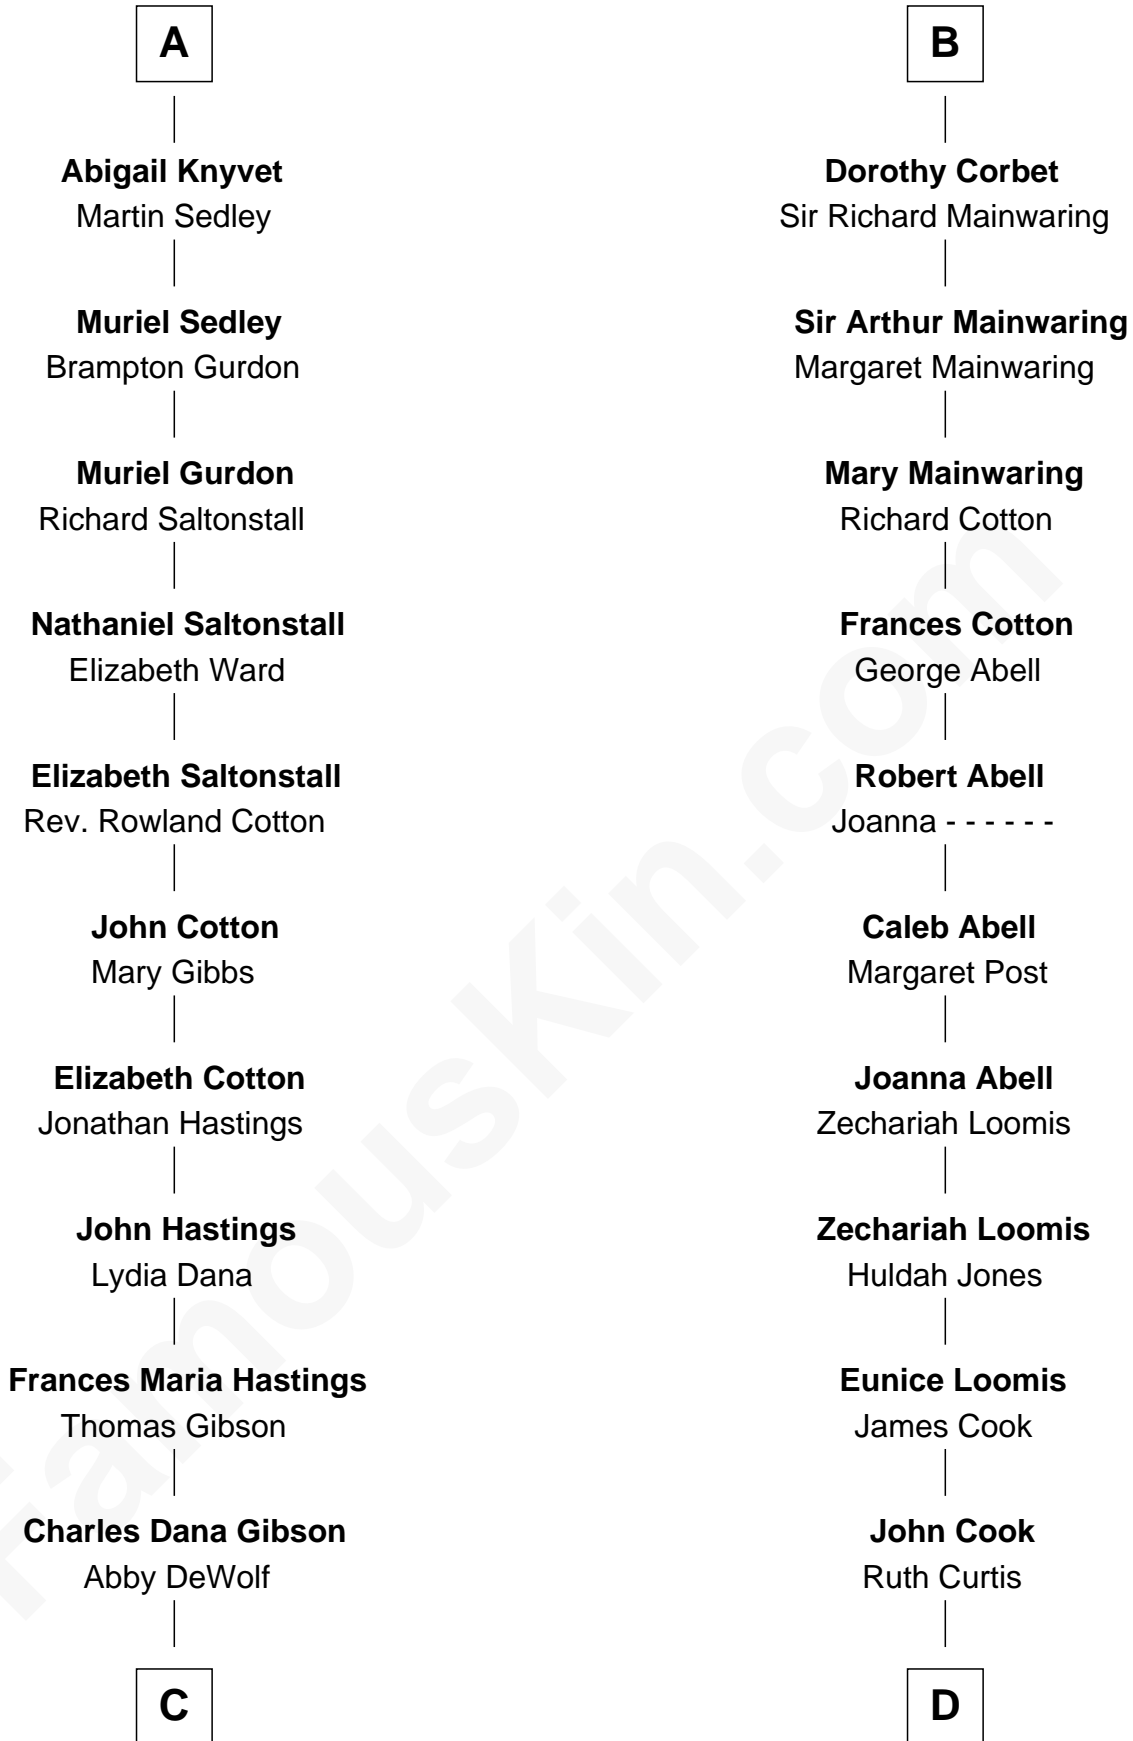 A
Abigail Knyvet
Martin Sedley
Muriel Sedley
Brampton Gurdon
Muriel Gurdon
Richard Saltonstall
Nathaniel Saltonstall
Elizabeth Ward
Elizabeth Saltonstall
Rev. Rowland Cotton
John Cotton
Mary Gibbs
Elizabeth Cotton
Jonathan Hastings
John Hastings
Lydia Dana
Frances Maria Hastings
Thomas Gibson
Charles Dana Gibson
Abby DeWolf
C
B
Dorothy Corbet
Sir Richard Mainwaring
Sir Arthur Mainwaring
Margaret Mainwaring
Mary Mainwaring
Richard Cotton
Frances Cotton
George Abell
Robert Abell
Joanna - - - - - -
Caleb Abell
Margaret Post
Joanna Abell
Zechariah Loomis
Zechariah Loomis
Huldah Jones
Eunice Loomis
James Cook
John Cook
Ruth Curtis
D
FamousKin.com